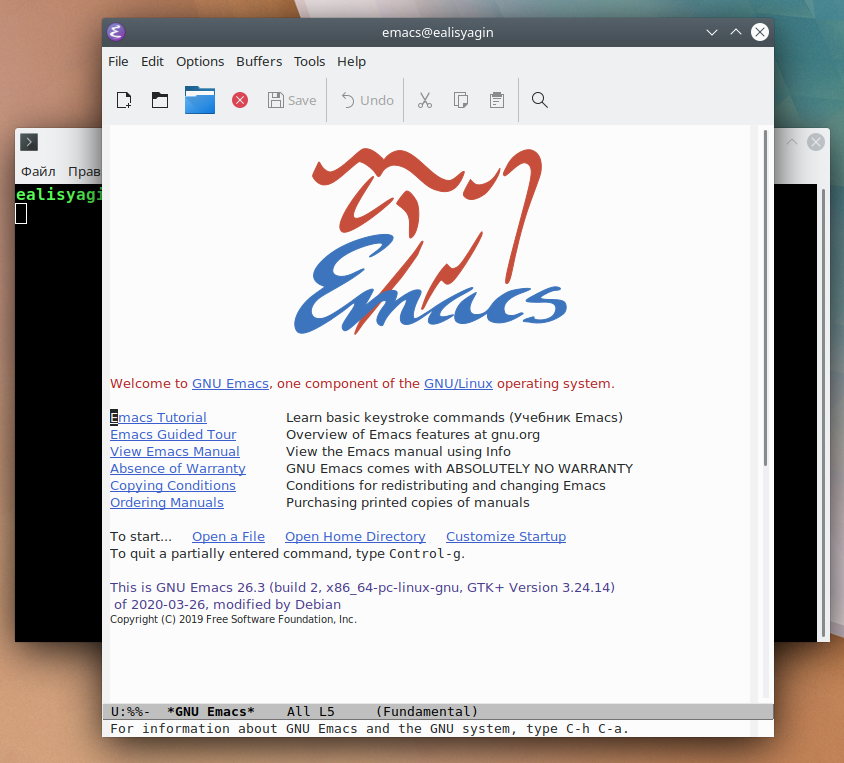 emacs@ealisyagin
File Edit Options Buffers Tools Help
Save Undo
Файл Прав
ealisyagi
Emacs
Welcome to GNU Emacs, one component of the GNU/Linux operating system.
Emacs Tutorial Learn basic keystroke commands (Учебник Emacs)
Emacs Guided Tour Overview of Emacs features at gnu.org
View Emacs Manual View the Emacs manual using Info
Absence of Warranty GNU Emacs comes with ABSOLUTELY NO WARRANTY
Copying Conditions Conditions for redistributing and changing Emacs
Ordering Manuals Purchasing printed copies of manuals
To start... Open a File Open Home Directory Customize Startup
To quit a partially entered command, type Control-g.
This is GNU Emacs 26.3 (build 2, x86_64-pc-linux-gnu, GTK+ Version 3.24.14)
of 2020-03-26, modified by Debian
Copyright (C) 2019 Free Software Foundation, Inc.
U:%%- *GNU Emacs* All L5 (Fundamental)
For information about GNU Emacs and the GNU system, type C-h C-a.